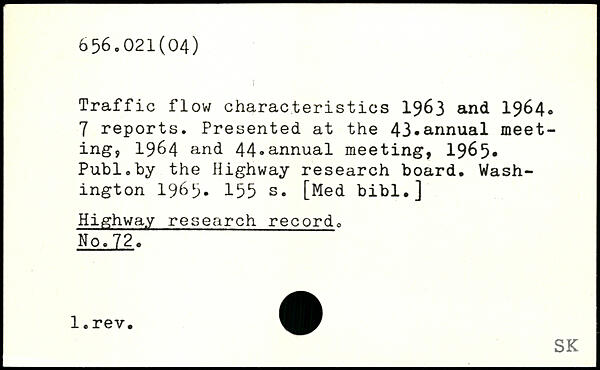 656.021(04)
Traffic flow characteristics 1963 and 1964.
7 reports. Presented at the 43.annual meet-
ing, 1964 and 44.annual meeting, 1965.
Publ.by the Highway research board. Wash-
ington 1965. 155 s. [Med bibl.]
Highway research record.
No.72.
1.rev.
SK